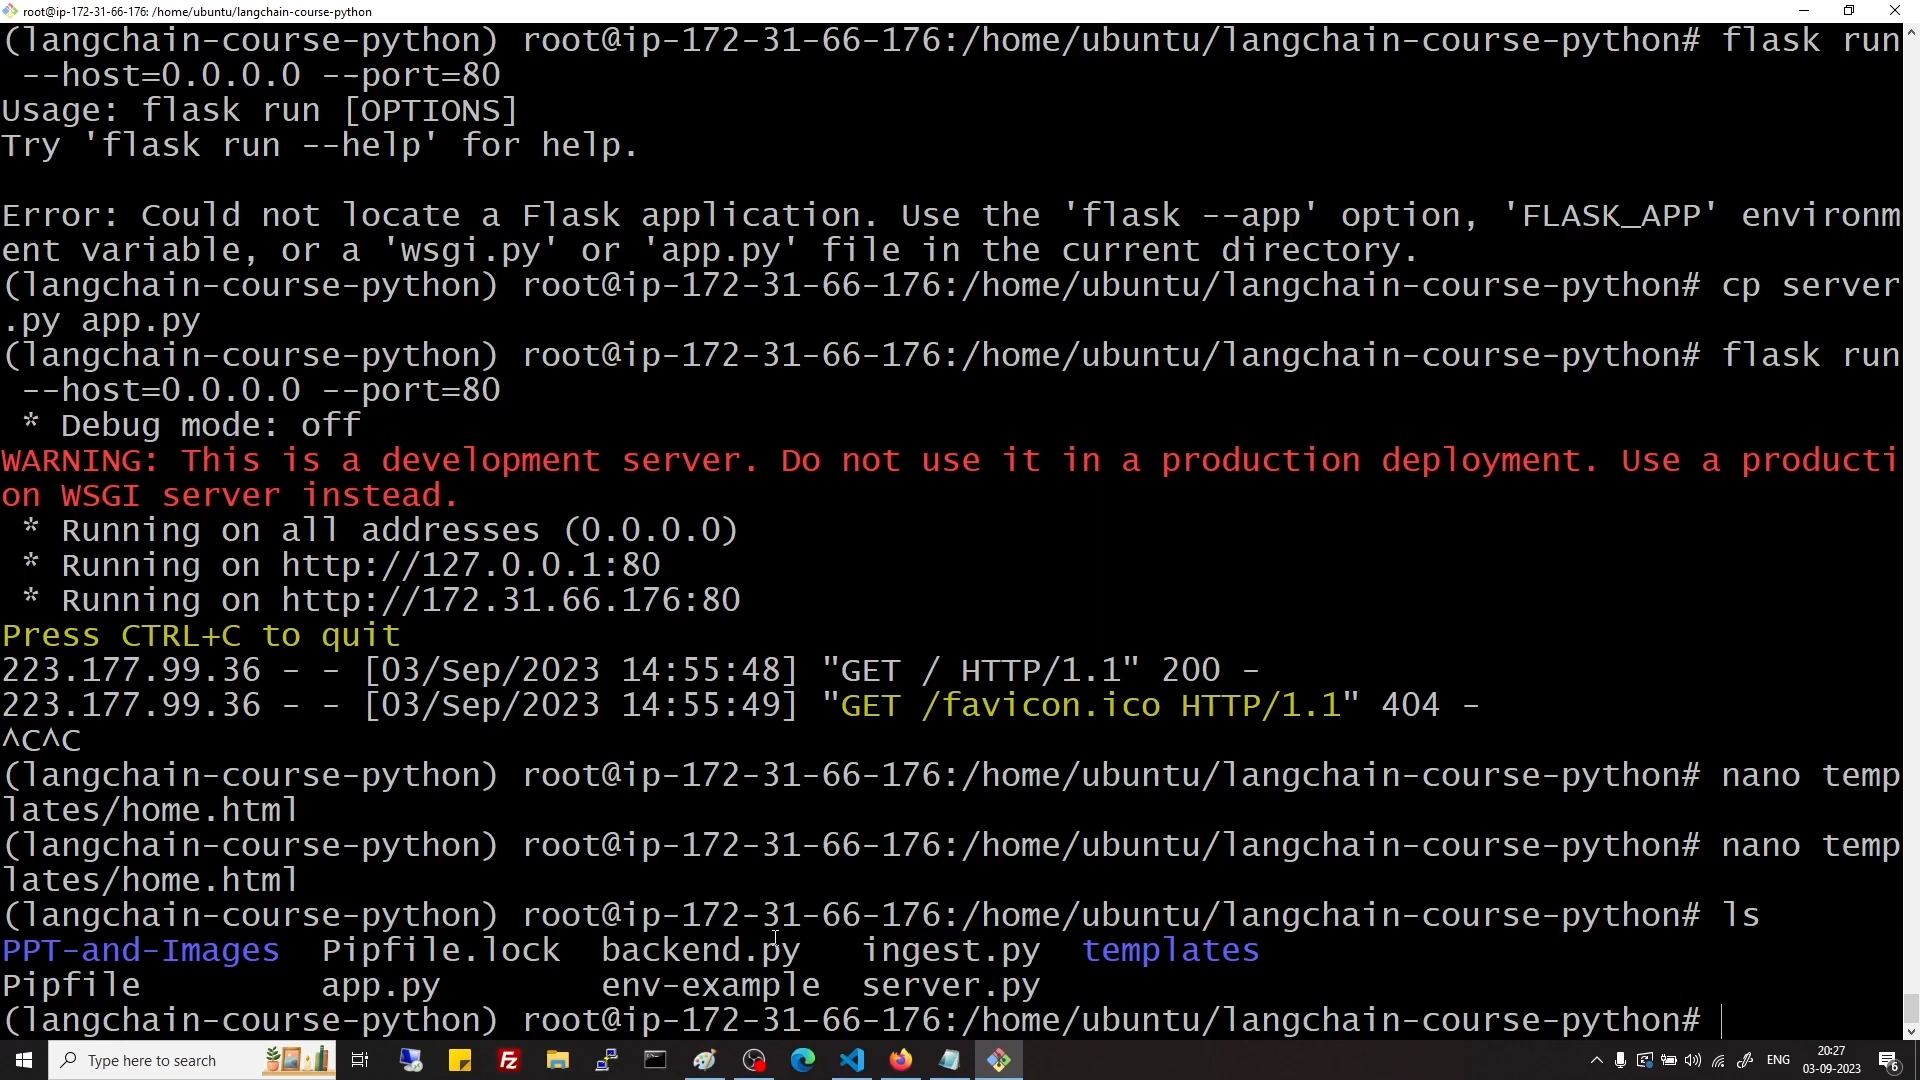 root@ip-172-31-66-176: /home/ubuntu/langchain-course-python
(langchain-course-python) root@ip-172-31-66-176:/home/ubuntu/langchain-course-python# flask run
 --host=0.0.0.0 --port=80
Usage: flask run [OPTIONS]
Try 'flask run --help' for help.

Error: Could not locate a Flask application. Use the 'flask --app' option, 'FLASK_APP' environm
ent variable, or a 'wsgi.py' or 'app.py' file in the current directory.
(langchain-course-python) root@ip-172-31-66-176:/home/ubuntu/langchain-course-python# cp server
.py app.py
(langchain-course-python) root@ip-172-31-66-176:/home/ubuntu/langchain-course-python# flask run
 --host=0.0.0.0 --port=80
 * Debug mode: off
WARNING: This is a development server. Do not use it in a production deployment. Use a producti
on WSGI server instead.
 * Running on all addresses (0.0.0.0)
 * Running on http://127.0.0.1:80
 * Running on http://172.31.66.176:80
Press CTRL+C to quit
223.177.99.36 - - [03/Sep/2023 14:55:48] "GET / HTTP/1.1" 200 -
223.177.99.36 - - [03/Sep/2023 14:55:49] "GET /favicon.ico HTTP/1.1" 404 -
^C^C
(langchain-course-python) root@ip-172-31-66-176:/home/ubuntu/langchain-course-python# nano temp
lates/home.html
(langchain-course-python) root@ip-172-31-66-176:/home/ubuntu/langchain-course-python# nano temp
lates/home.html
(langchain-course-python) root@ip-172-31-66-176:/home/ubuntu/langchain-course-python# ls
PPT-and-Images  Pipfile.lock  backend.py   ingest.py  templates
Pipfile         app.py        env-example  server.py
(langchain-course-python) root@ip-172-31-66-176:/home/ubuntu/langchain-course-python#
Type here to search
ENG
20:27
03-09-2023
6